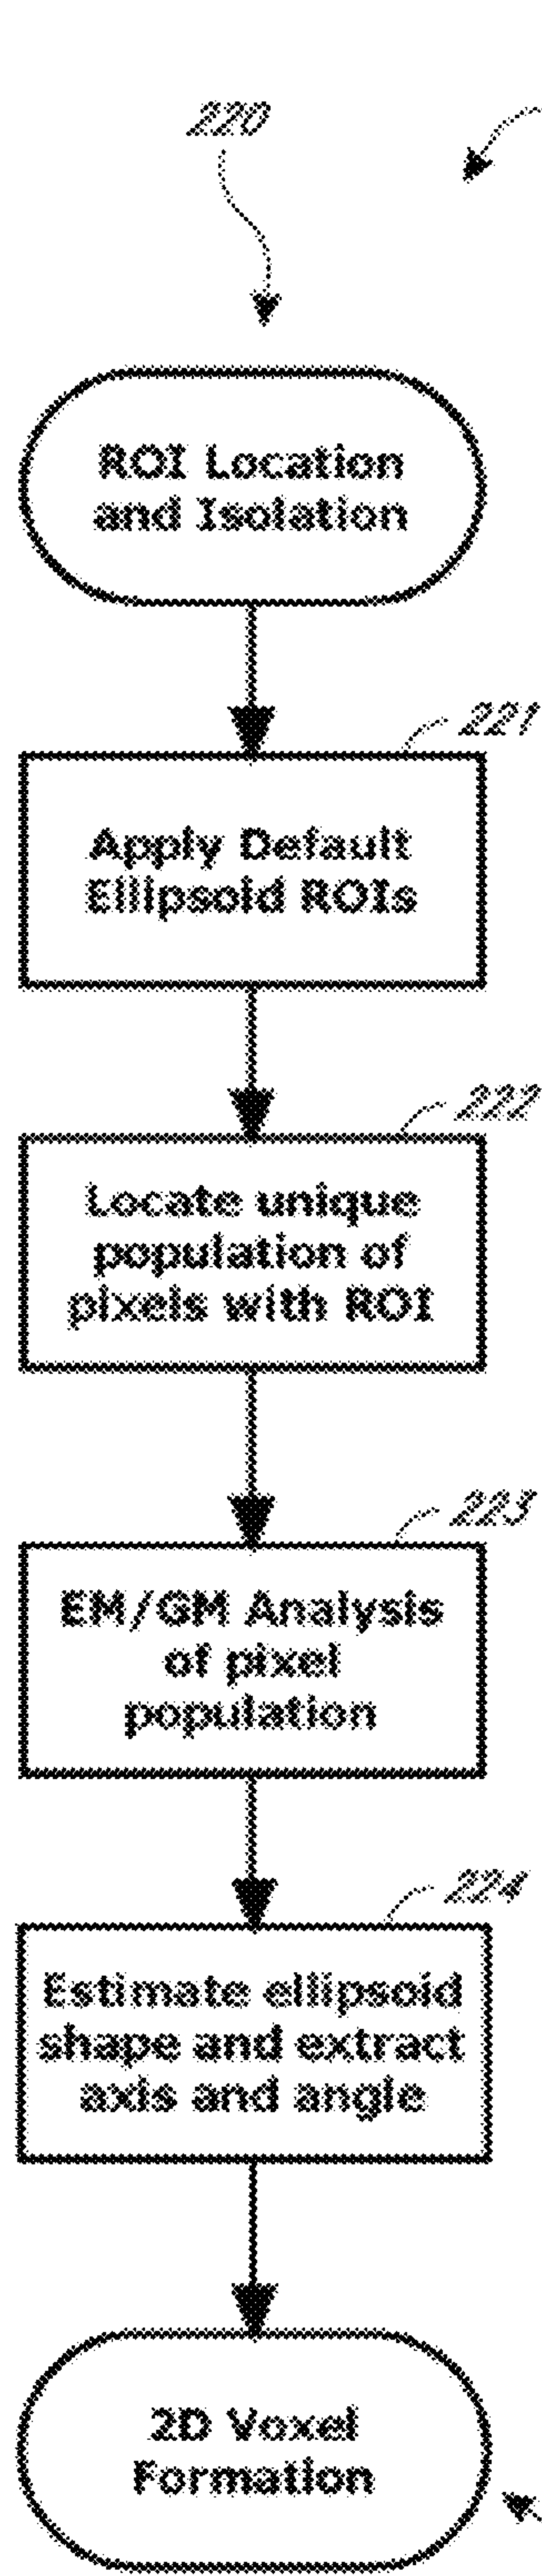 220
ROI Location
and Isolation
221
Apply Default
Ellipsoid ROIs
222
Locate unique
population of
pixels with ROI
223
EM/GM Analysis
of pixel
population
224
Estimate ellipsoid
shape and extract
axis and angle
2D Voxel
Formation